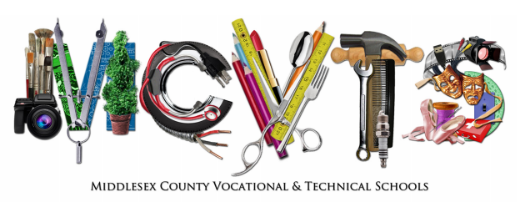 MCVTS
MIDDLESEX COUNTY VOCATIONAL & TECHNICAL SCHOOLS